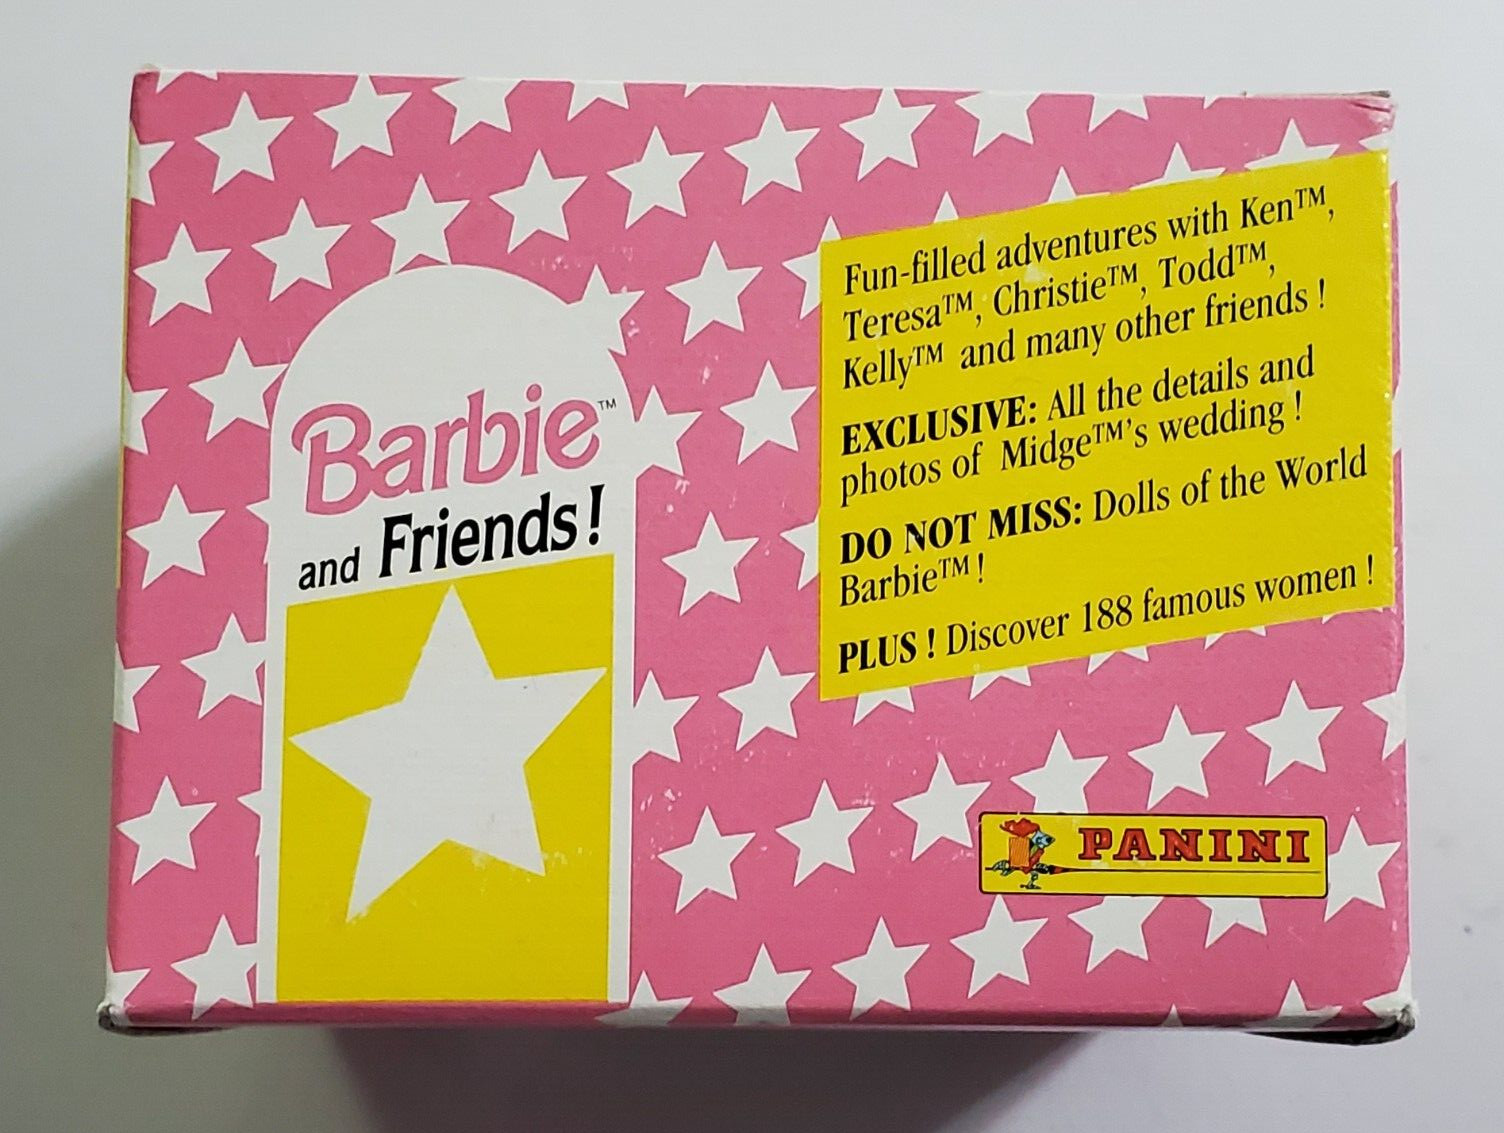 Barbie™
and Friends!
Fun-filled adventures with Ken™,
Teresa™, Christie™, Todd™,
Kelly™ and many other friends !
EXCLUSIVE: All the details and
photos of Midge™'s wedding !
DO NOT MISS: Dolls of the World
Barbie™ !
PLUS ! Discover 188 famous women !
PANINI